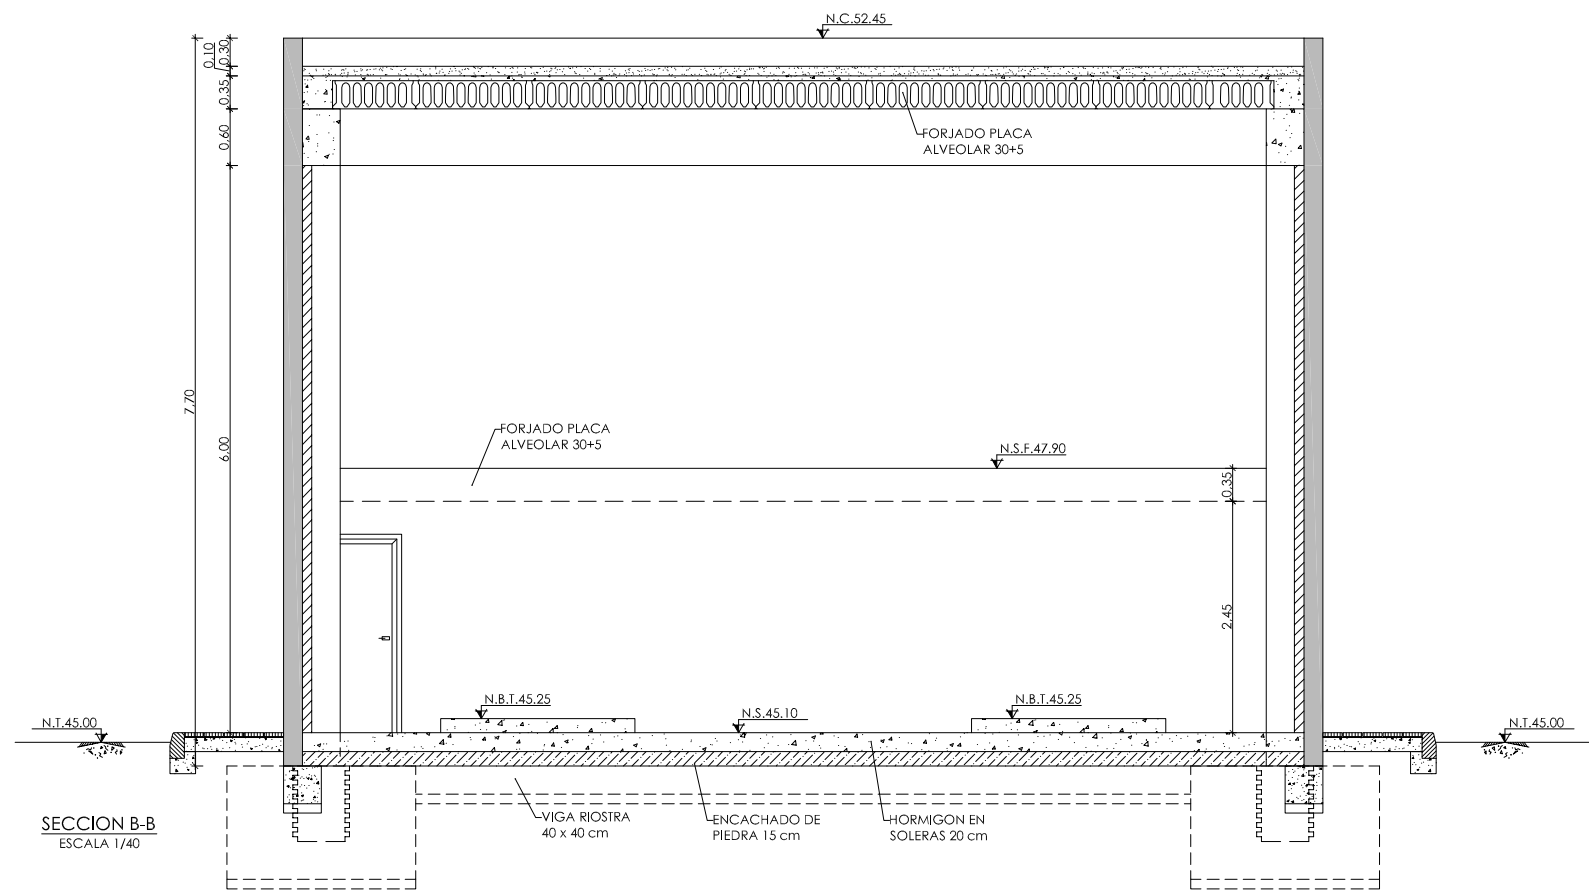 N.C.52.45
0.30
0.10
0.35
0.60
FORJADO PLACA
ALVEOLAR 30+5
7.70
6.00
FORJADO PLACA
ALVEOLAR 30+5
N.S.F.47.90
0.35
2.45
N.B.T.45.25
N.S.45.10
N.B.T.45.25
N.T.45.00
N.T.45.00
VIGA RIOSTRA
40 x 40 cm
ENCACHADO DE
PIEDRA 15 cm
HORMIGON EN
SOLERAS 20 cm
SECCION B-B
ESCALA 1/40